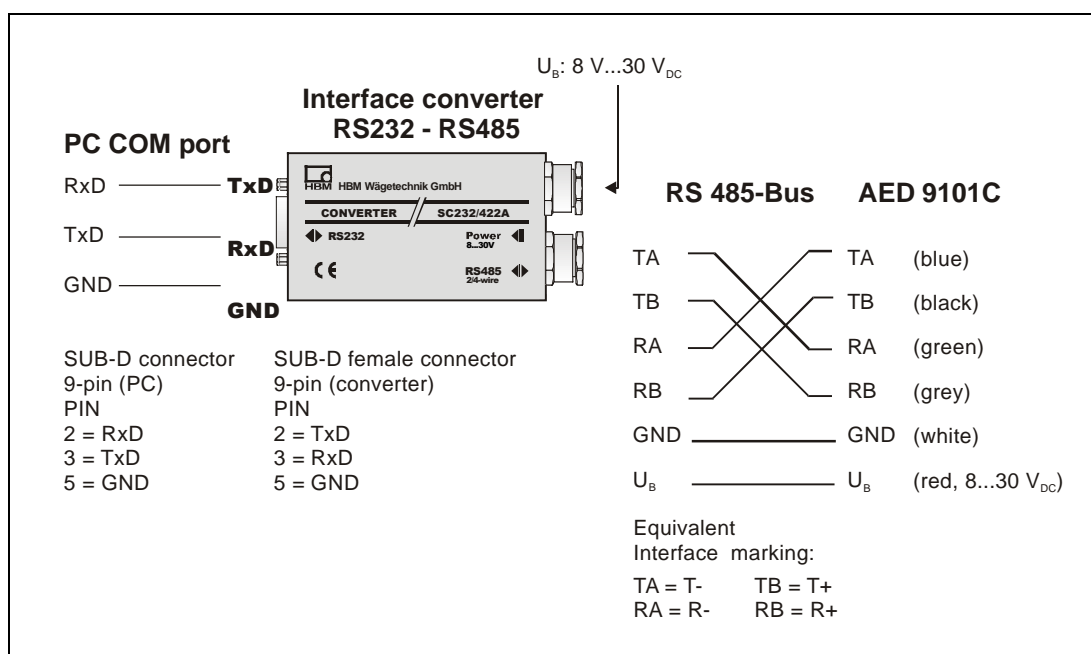 U_B: 8 V...30 V_DC
Interface converter
RS232 - RS485
PC COM port
RxD
TxD
GND
TxD
RxD
GND
HBM
HBM Wägetechnik GmbH
CONVERTER
SC232/422A
RS232
Power
8...30V
CE
RS485
2/4-wire
SUB-D connector
9-pin (PC)
PIN
2 = RxD
3 = TxD
5 = GND
SUB-D female connector
9-pin (converter)
PIN
2 = TxD
3 = RxD
5 = GND
RS 485-Bus AED 9101C
TA TA (blue)
TB TB (black)
RA RA (green)
RB RB (grey)
GND GND (white)
U_B U_B (red, 8...30 V_DC)
Equivalent
Interface marking:
TA = T- TB = T+
RA = R- RB = R+